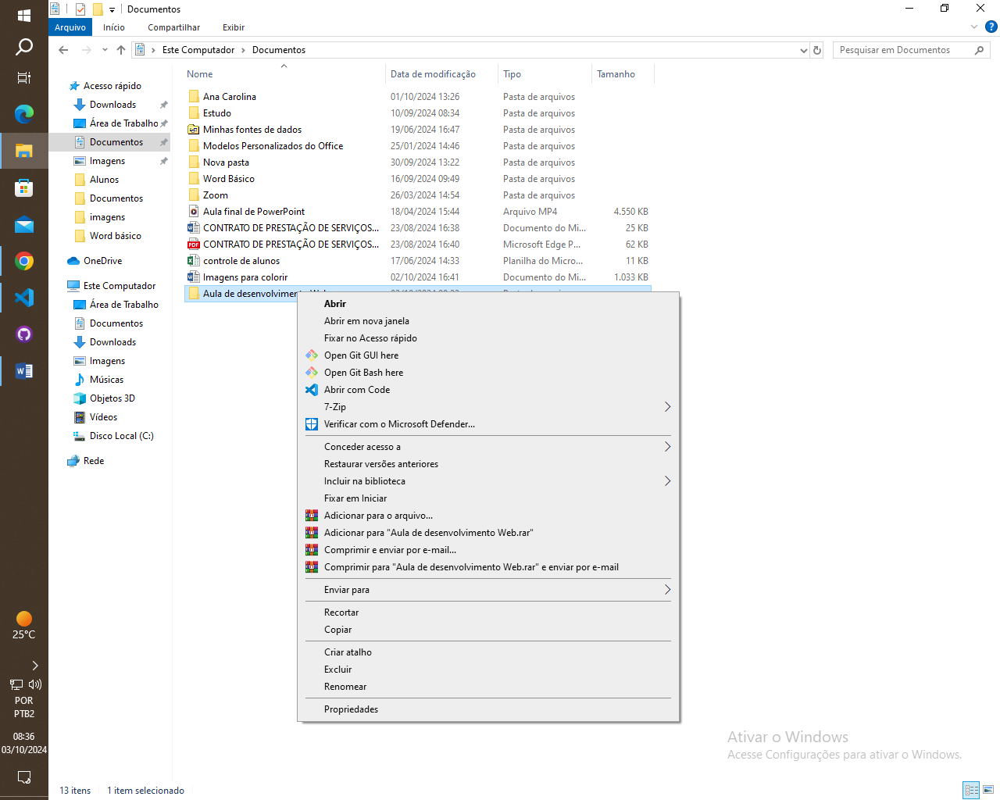 Documentos
Arquivo Início Compartilhar Exibir
Este Computador Documentos
Pesquisar em Documentos
Nome Data de modificação Tipo Tamanho
Acesso rápido
Downloads
Área de Trabalho
Documentos
Imagens
Alunos
Documentos
imagens
Word básico
OneDrive
Este Computador
Área de Trabalho
Documentos
Downloads
Imagens
Músicas
Objetos 3D
Vídeos
Disco Local (C:)
Rede
Ana Carolina 01/10/2024 13:26 Pasta de arquivos
Estudo 10/09/2024 08:34 Pasta de arquivos
Minhas fontes de dados 19/06/2024 16:47 Pasta de arquivos
Modelos Personalizados do Office 25/01/2024 14:46 Pasta de arquivos
Nova pasta 30/09/2024 13:22 Pasta de arquivos
Word Básico 16/09/2024 09:49 Pasta de arquivos
Zoom 26/03/2024 14:54 Pasta de arquivos
Aula final de PowerPoint 18/04/2024 15:44 Arquivo MP4 4.550 KB
CONTRATO DE PRESTAÇÃO DE SERVIÇOS... 23/08/2024 16:38 Documento do Mi... 25 KB
CONTRATO DE PRESTAÇÃO DE SERVIÇOS... 23/08/2024 16:40 Microsoft Edge P... 62 KB
controle de alunos 17/06/2024 14:33 Planilha do Micro... 11 KB
Imagens para colorir 02/10/2024 16:41 Documento do Mi... 1.033 KB
Aula de desenvolvimento
Abrir
Abrir em nova janela
Fixar no Acesso rápido
Open Git GUI here
Open Git Bash here
Abrir com Code
7-Zip
Verificar com o Microsoft Defender...
Conceder acesso a
Restaurar versões anteriores
Incluir na biblioteca
Fixar em Iniciar
Adicionar para o arquivo...
Adicionar para "Aula de desenvolvimento Web.rar"
Comprimir e enviar por e-mail...
Comprimir para "Aula de desenvolvimento Web.rar" e enviar por e-mail
Enviar para
Recortar
Copiar
Criar atalho
Excluir
Renomear
Propriedades
25°C
POR
PTB2
08:36
03/10/2024
Ativar o Windows
Acesse Configurações para ativar o Windows.
13 itens 1 item selecionado